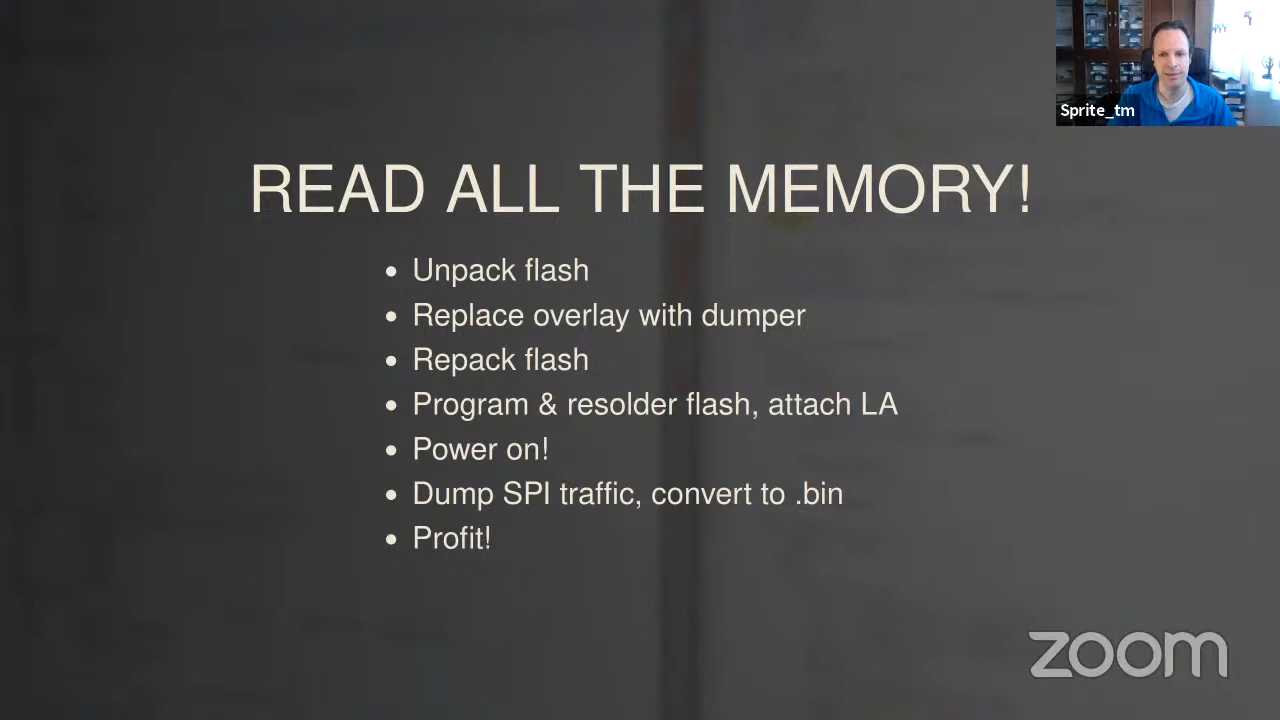 Sprite_tm
READ ALL THE MEMORY!
Unpack flash
Replace overlay with dumper
Repack flash
Program & resolder flash, attach LA
Power on!
Dump SPI traffic, convert to .bin
Profit!
zoom